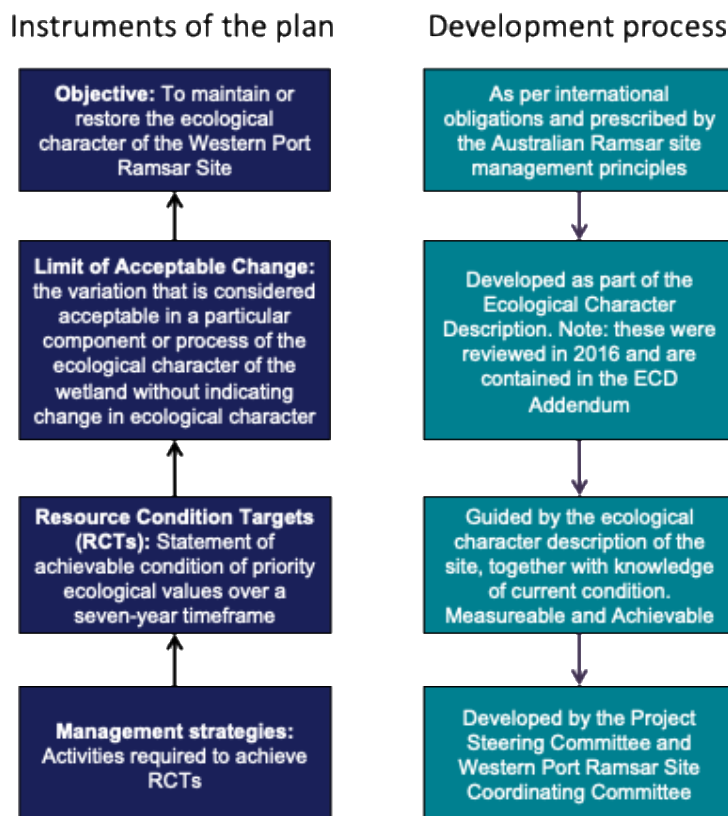 Instruments of the plan
Development process
Objective: To maintain or
restore the ecological
character of the Western Port
Ramsar Site
As per international
obligations and prescribed by
the Australian Ramsar site
management principles
Limit of Acceptable Change:
the variation that is considered
acceptable in a particular
component or process of the
ecological character of the
wetland without indicating
change in ecological character
Developed as part of the
Ecological Character
Description. Note: these were
reviewed in 2016 and are
contained in the ECD
Addendum
Resource Condition Targets
(RCTs): Statement of
achievable condition of priority
ecological values over a
seven-year timeframe
Guided by the ecological
character description of the
site, together with knowledge
of current condition.
Measureable and Achievable
Management strategies:
Activities required to achieve
RCTs
Developed by the Project
Steering Committee and
Western Port Ramsar Site
Coordinating Committee